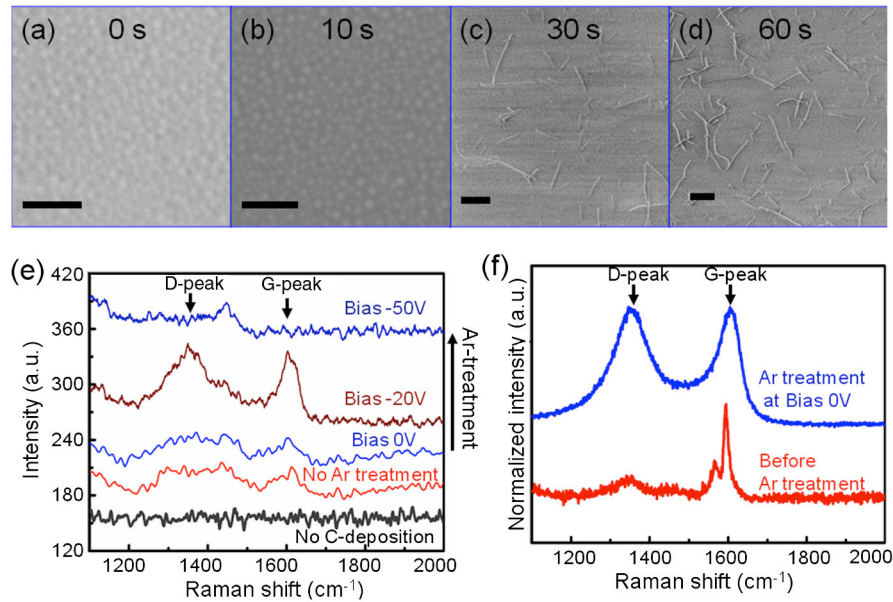 (a) 0 s (b) 10 s (c) 30 s (d) 60 s
(e)
420
360
300
240
180
120
Intensity (a.u.)
D-peak G-peak
Bias -50V
Bias -20V
Bias 0V
No Ar treatment
No C-deposition
Ar-treatment
1200 1400 1600 1800 2000
Raman shift (cm⁻¹)
(f)
Normalized intensity (a.u.)
D-peak G-peak
Ar treatment
at Bias 0V
Before
Ar treatment
1200 1400 1600 1800 2000
Raman shift (cm⁻¹)